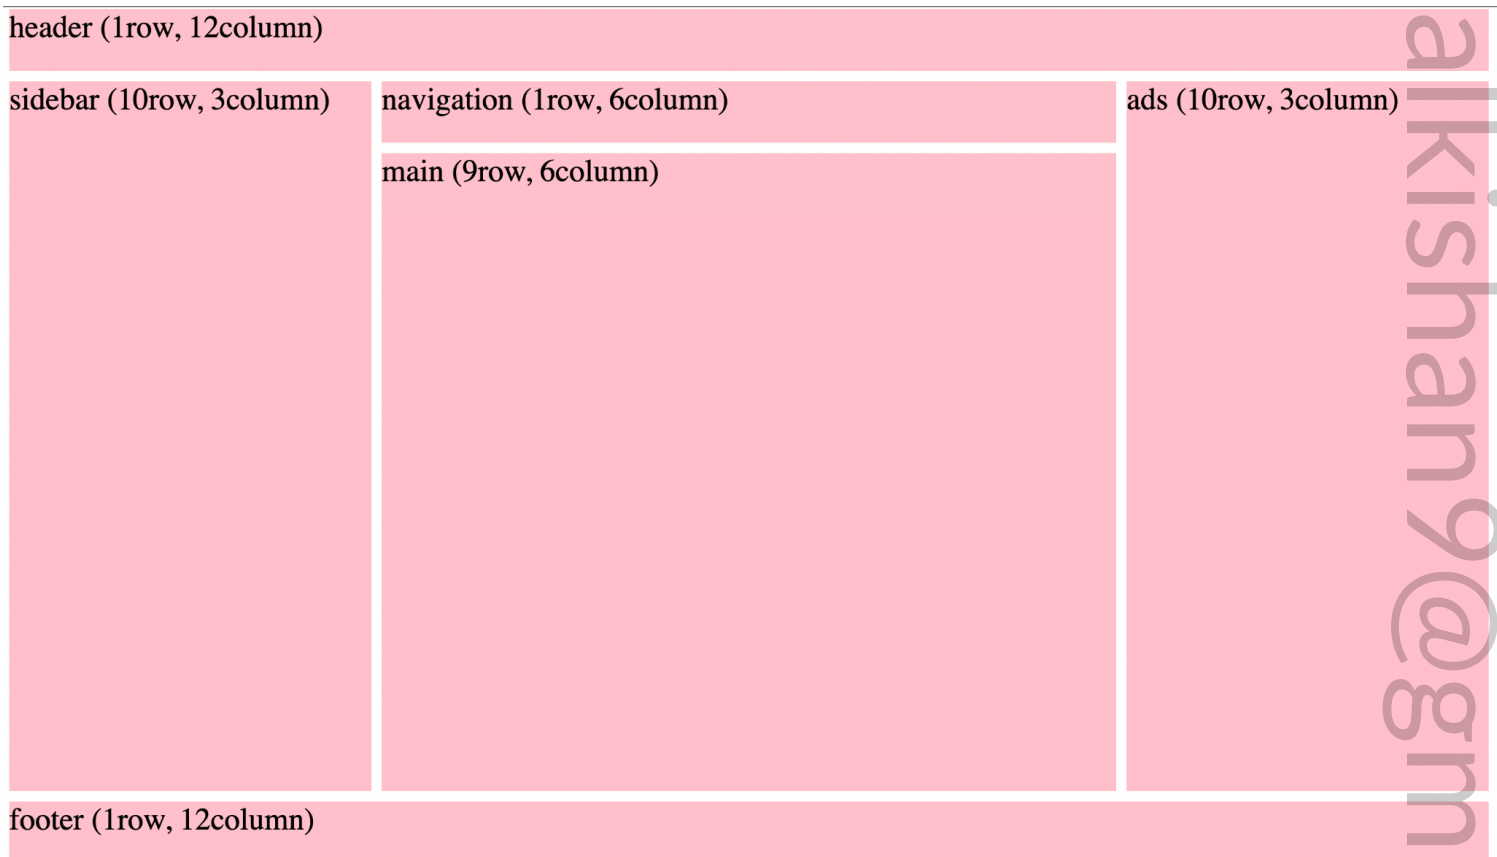 header (1row, 12column)
sidebar (10row, 3column)
navigation (1row, 6column)
ads (10row, 3column)
main (9row, 6column)
footer (1row, 12column)
alkishan9@gm